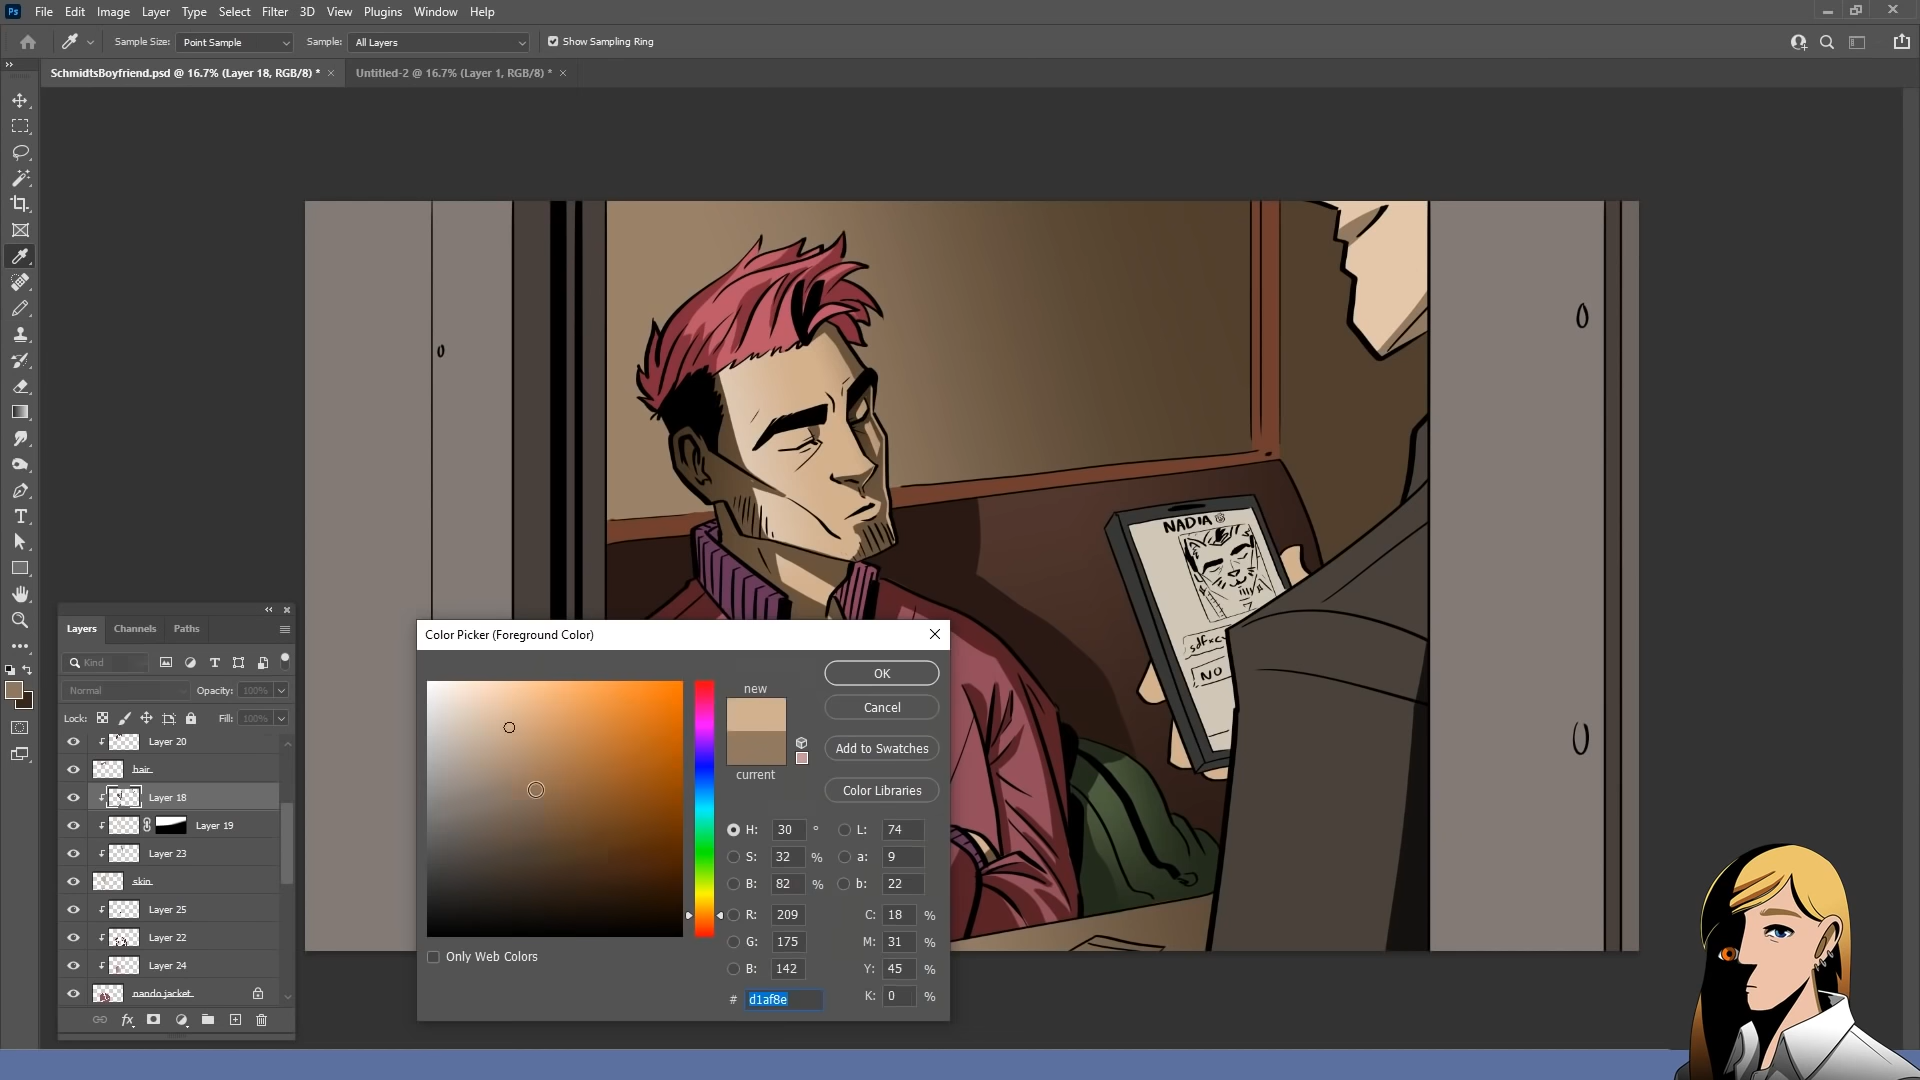 Ps File Edit Image Layer Type Select Filter 3D View Plugins Window Help
Sample Size: Point Sample Sample: All Layers Show Sampling Ring
SchmidtsBoyfriend.psd @ 16.7% (Layer 18, RGB/8) * × Untitled-2 @ 16.7% (Layer 1, RGB/8) * ×
NADIA
sdfxcv
NO
Layers Channels Paths
Kind
Normal Opacity: 100%
Lock: Fill: 100%
Layer 20
hair
Layer 18
Layer 19
Layer 23
skin
Layer 25
Layer 22
Layer 24
nando jacket
fx
Color Picker (Foreground Color)
new
current
OK
Cancel
Add to Swatches
Color Libraries
H: 30 ° L: 74
S: 32 % a: 9
B: 82 % b: 22
R: 209 C: 18 %
G: 175 M: 31 %
B: 142 Y: 45 %
# d1af8e K: 0 %
Only Web Colors